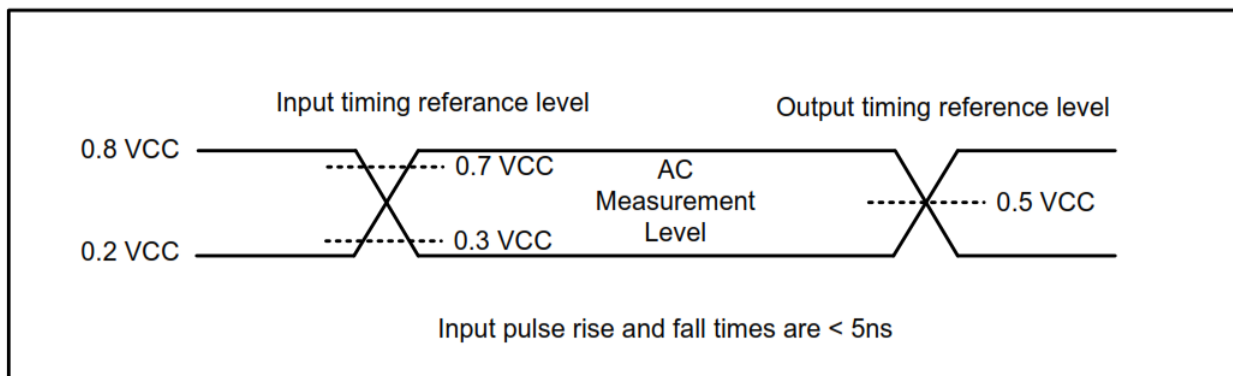 Input timing referance level
Output timing reference level
0.8 VCC
0.7 VCC
AC
Measurement
Level
0.5 VCC
0.3 VCC
0.2 VCC
Input pulse rise and fall times are < 5ns